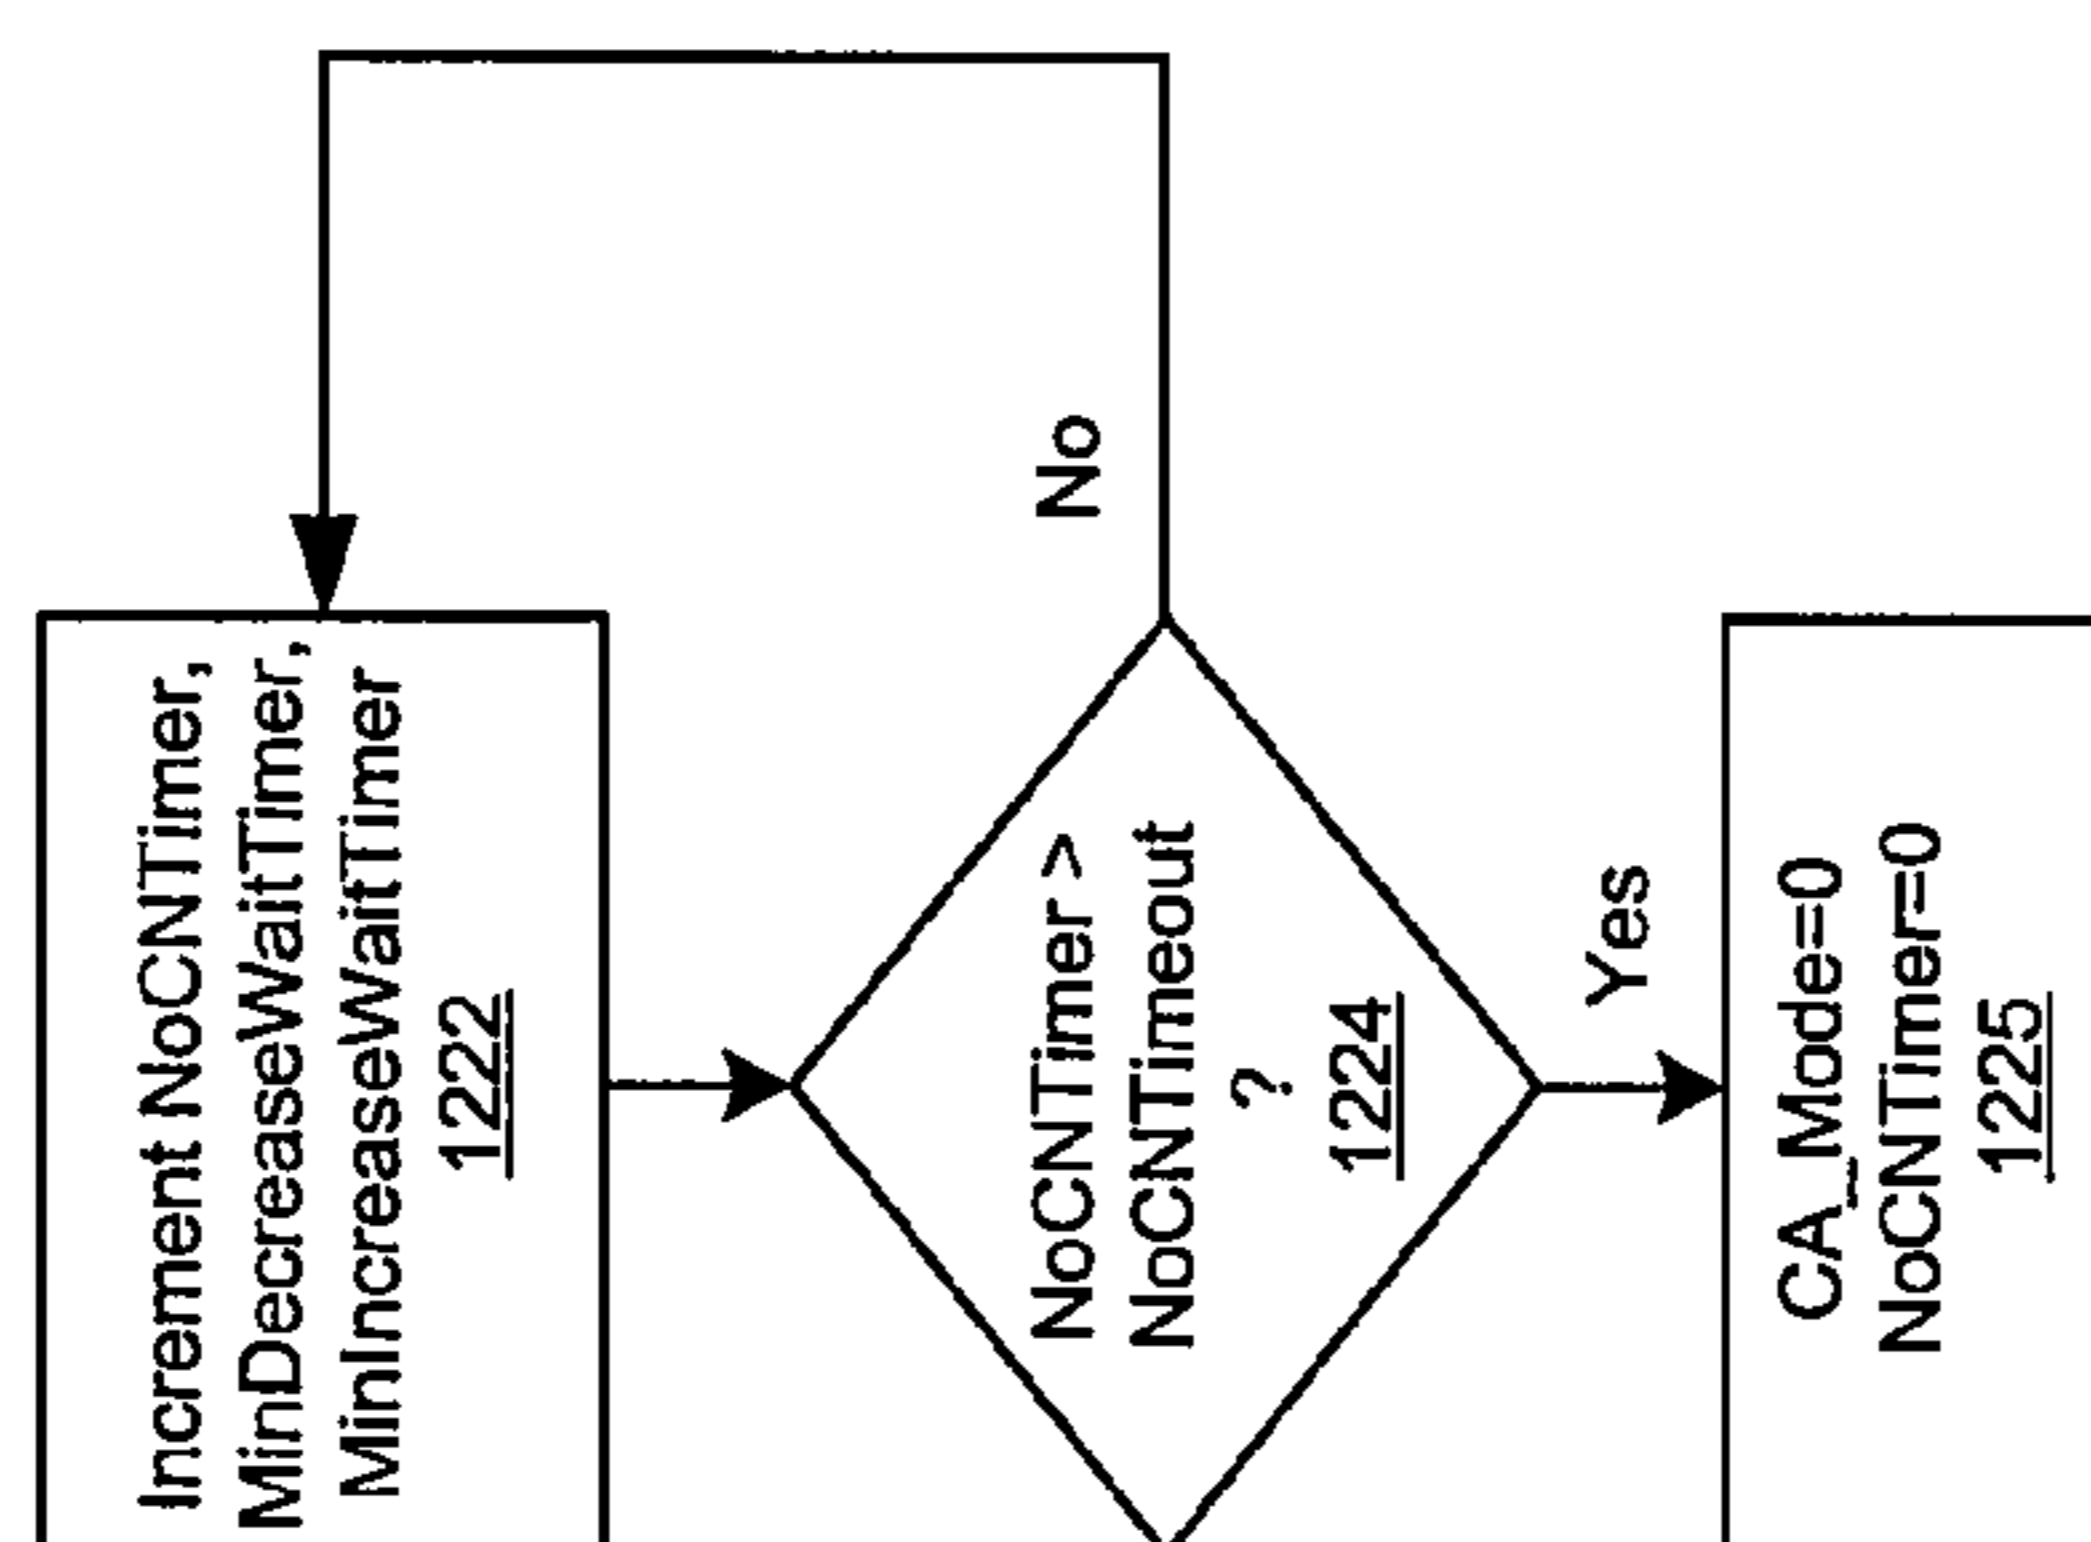 Increment NoCNTimer,
MinDecreaseWaitTimer,
MinIncreaseWaitTimer
1222
No
NoCNTimer >
NoCNTimeout
?
1224
Yes
CA_Mode=0
NoCNTimer=0
1225